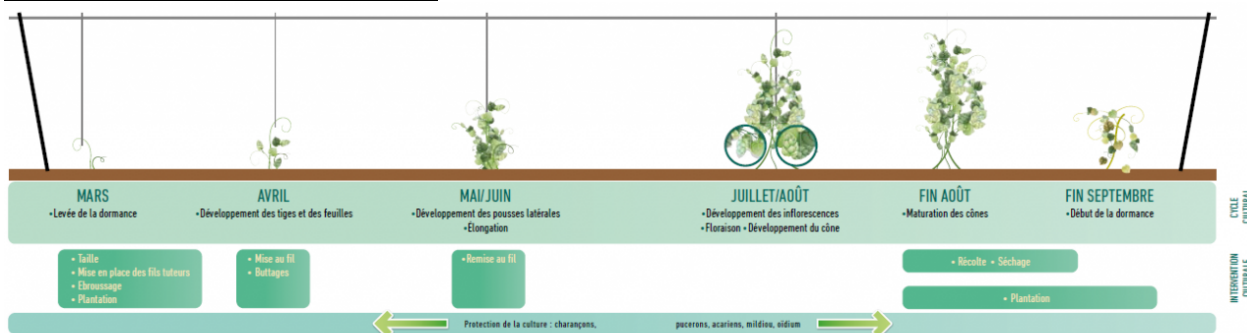 MARS
•Levée de la dormance
AVRIL
•Développement des tiges et des feuilles
MAI/JUIN
•Développement des pousses latérales
•Élongation
JUILLET/AOÛT
•Développement des inflorescences
•Floraison •Développement du cône
FIN AOÛT
•Maturation des cônes
FIN SEPTEMBRE
•Début de la dormance
CYCLE
CULTURAL
• Taille
• Mise en place des fils tuteurs
• Ebroussage
• Plantation
• Mise au fil
• Buttages
•Remise au fil
• Récolte • Séchage
• Plantation
INTERVENTION
CULTURALE
Protection de la culture : charançons, pucerons, acariens, mildiou, oïdium